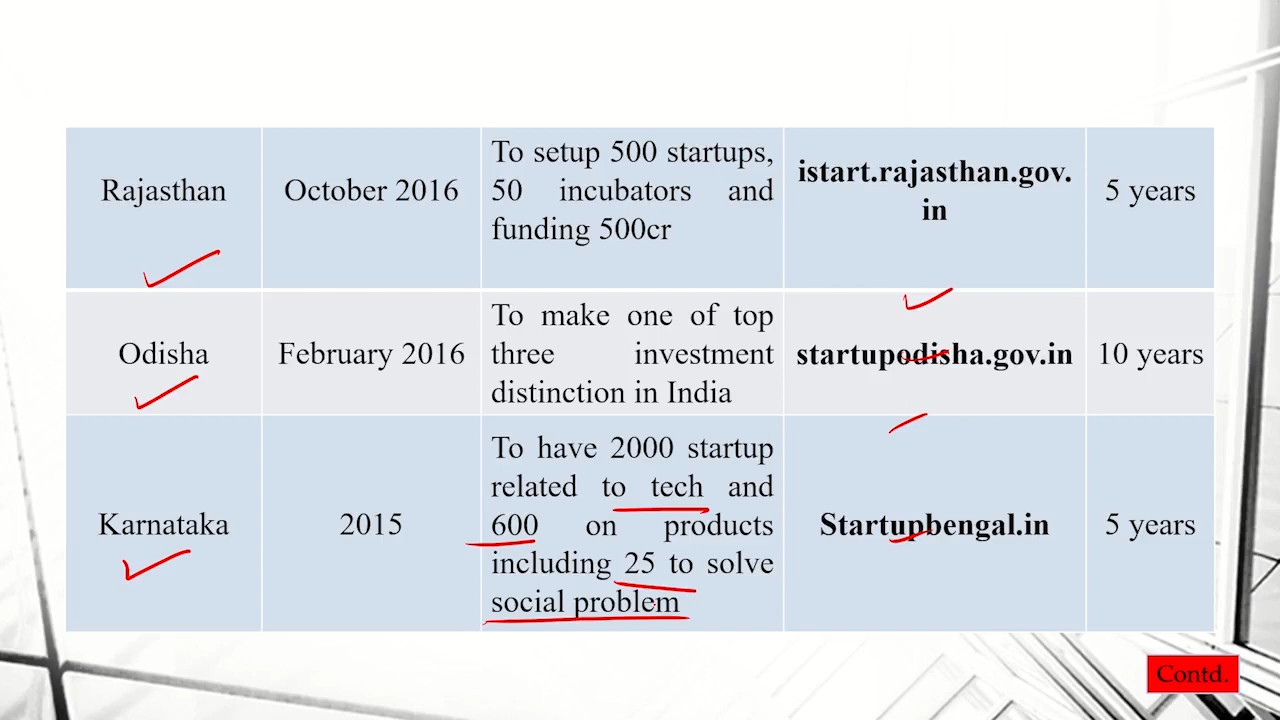 Rajasthan
October 2016
To setup 500 startups,
50 incubators and
funding 500cr
istart.rajasthan.gov.
in
5 years
Odisha
February 2016
To make one of top
three investment
distinction in India
startupodisha.gov.in
10 years
Karnataka
2015
To have 2000 startup
related to tech and
600 on products
including 25 to solve
social problem
Startupbengal.in
5 years
Contd.